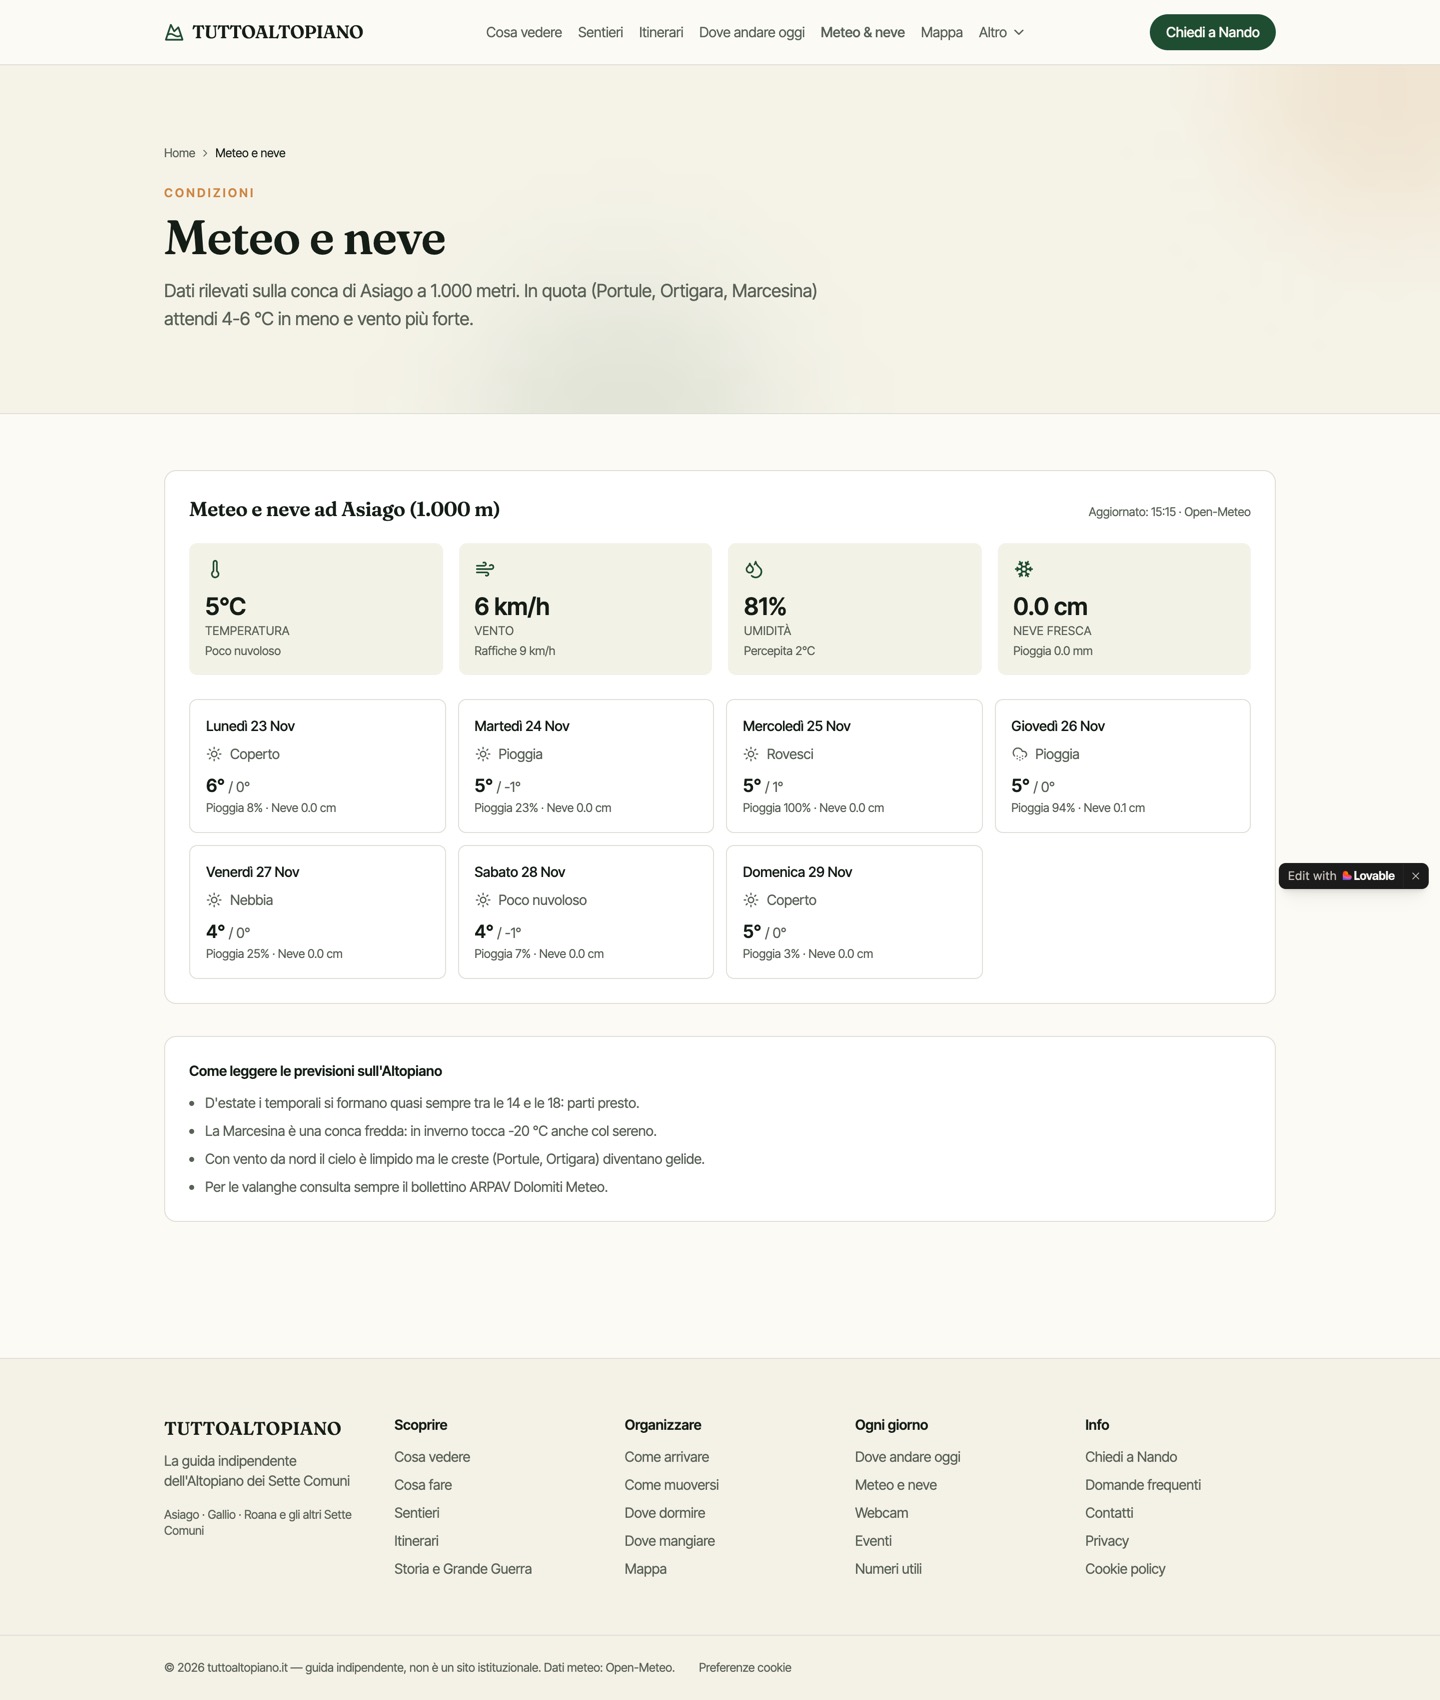 TUTTOALTOPIANO
Cosa vedere
Sentieri
Itinerari
Dove andare oggi
Meteo & neve
Mappa
Altro
Chiedi a Nando
Home > Meteo e neve
CONDIZIONI
Meteo e neve
Dati rilevati sulla conca di Asiago a 1.000 metri. In quota (Portule, Ortigara, Marcesina)
attendi 4-6 °C in meno e vento più forte.
Meteo e neve ad Asiago (1.000 m)
Aggiornato: 15:15 · Open-Meteo
5°C
TEMPERATURA
Poco nuvoloso
6 km/h
VENTO
Raffiche 9 km/h
81%
UMIDITÀ
Percepita 2°C
0.0 cm
NEVE FRESCA
Pioggia 0.0 mm
Lunedì 23 Nov
Coperto
6° / 0°
Pioggia 8% · Neve 0.0 cm
Martedì 24 Nov
Pioggia
5° / -1°
Pioggia 23% · Neve 0.0 cm
Mercoledì 25 Nov
Rovesci
5° / 1°
Pioggia 100% · Neve 0.0 cm
Giovedì 26 Nov
Pioggia
5° / 0°
Pioggia 94% · Neve 0.1 cm
Venerdì 27 Nov
Nebbia
4° / 0°
Pioggia 25% · Neve 0.0 cm
Sabato 28 Nov
Poco nuvoloso
4° / -1°
Pioggia 7% · Neve 0.0 cm
Domenica 29 Nov
Coperto
5° / 0°
Pioggia 3% · Neve 0.0 cm
Edit with Lovable
Come leggere le previsioni sull'Altopiano
• D'estate i temporali si formano quasi sempre tra le 14 e le 18: parti presto.
• La Marcesina è una conca fredda: in inverno tocca -20 °C anche col sereno.
• Con vento da nord il cielo è limpido ma le creste (Portule, Ortigara) diventano gelide.
• Per le valanghe consulta sempre il bollettino ARPAV Dolomiti Meteo.
TUTTOALTOPIANO
La guida indipendente
dell'Altopiano dei Sette Comuni
Asiago · Gallio · Roana e gli altri Sette
Comuni
Scoprire
Cosa vedere
Cosa fare
Sentieri
Itinerari
Storia e Grande Guerra
Organizzare
Come arrivare
Come muoversi
Dove dormire
Dove mangiare
Mappa
Ogni giorno
Dove andare oggi
Meteo e neve
Webcam
Eventi
Numeri utili
Info
Chiedi a Nando
Domande frequenti
Contatti
Privacy
Cookie policy
© 2026 tuttoaltopiano.it — guida indipendente, non è un sito istituzionale. Dati meteo: Open-Meteo.
Preferenze cookie